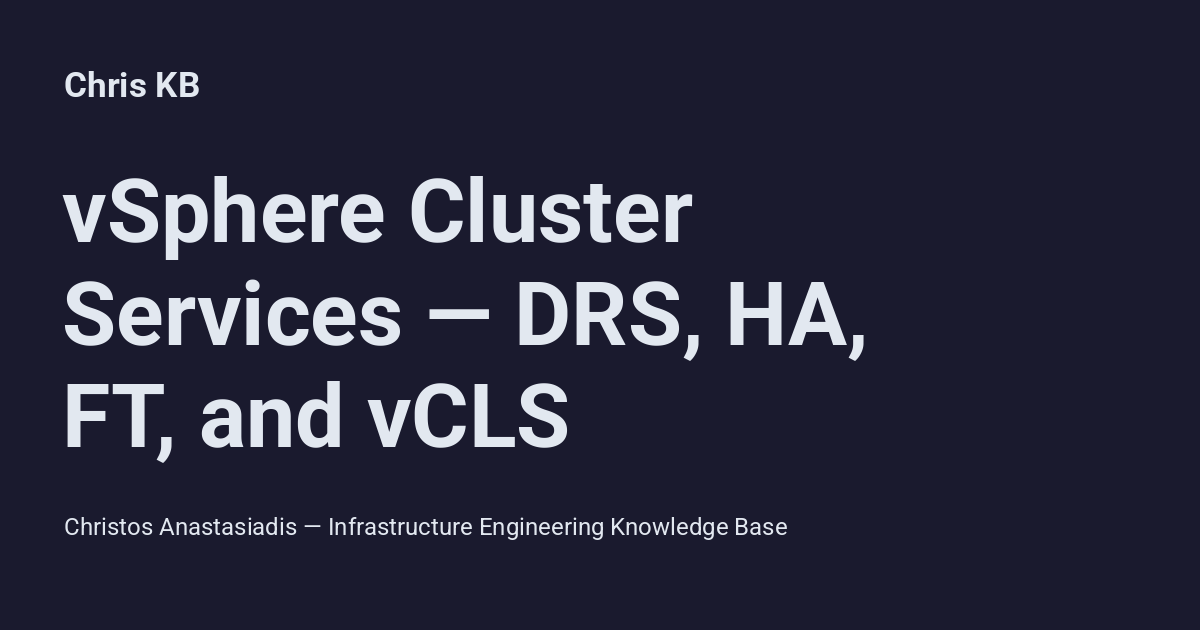 Chris KB
vSphere Cluster
Services — DRS, HA,
FT, and vCLS
Christos Anastasiadis — Infrastructure Engineering Knowledge Base